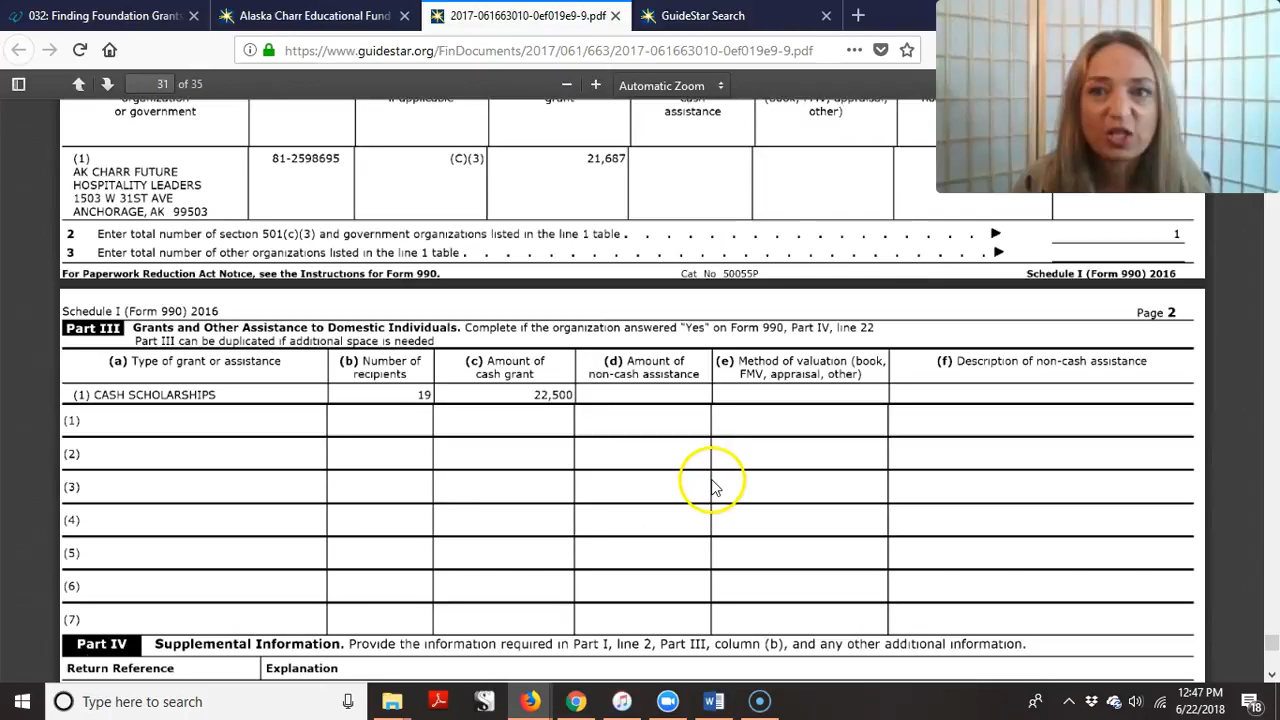 032: Finding Foundation Grants
Alaska Charr Educational Fund
2017-061663010-0ef019e9-9.pdf
GuideStar Search
https://www.guidestar.org/FinDocuments/2017/061/663/2017-061663010-0ef019e9-9.pdf
31 of 35
Automatic Zoom
organization
or government
if applicable
grant
cash
assistance
(book, FMV, appraisal,
other)
(1)
AK CHARR FUTURE
HOSPITALITY LEADERS
1503 W 31ST AVE
ANCHORAGE, AK 99503
81-2598695
(C)(3)
21,687
2 Enter total number of section 501(c)(3) and government organizations listed in the line 1 table . . . . . . . . . . . . . . . 1
3 Enter total number of other organizations listed in the line 1 table . . . . . . . . . . . . . . . . . . . .
For Paperwork Reduction Act Notice, see the Instructions for Form 990. Cat No 50055P Schedule I (Form 990) 2016
Schedule I (Form 990) 2016 Page 2
Part III Grants and Other Assistance to Domestic Individuals. Complete if the organization answered "Yes" on Form 990, Part IV, line 22
Part III can be duplicated if additional space is needed
(a) Type of grant or assistance
(b) Number of
recipients
(c) Amount of
cash grant
(d) Amount of
non-cash assistance
(e) Method of valuation (book,
FMV, appraisal, other)
(f) Description of non-cash assistance
(1) CASH SCHOLARSHIPS 19 22,500
(1)
(2)
(3)
(4)
(5)
(6)
(7)
Part IV Supplemental Information. Provide the information required in Part I, line 2, Part III, column (b), and any other additional information.
Return Reference Explanation
Type here to search
12:47 PM
6/22/2018
18